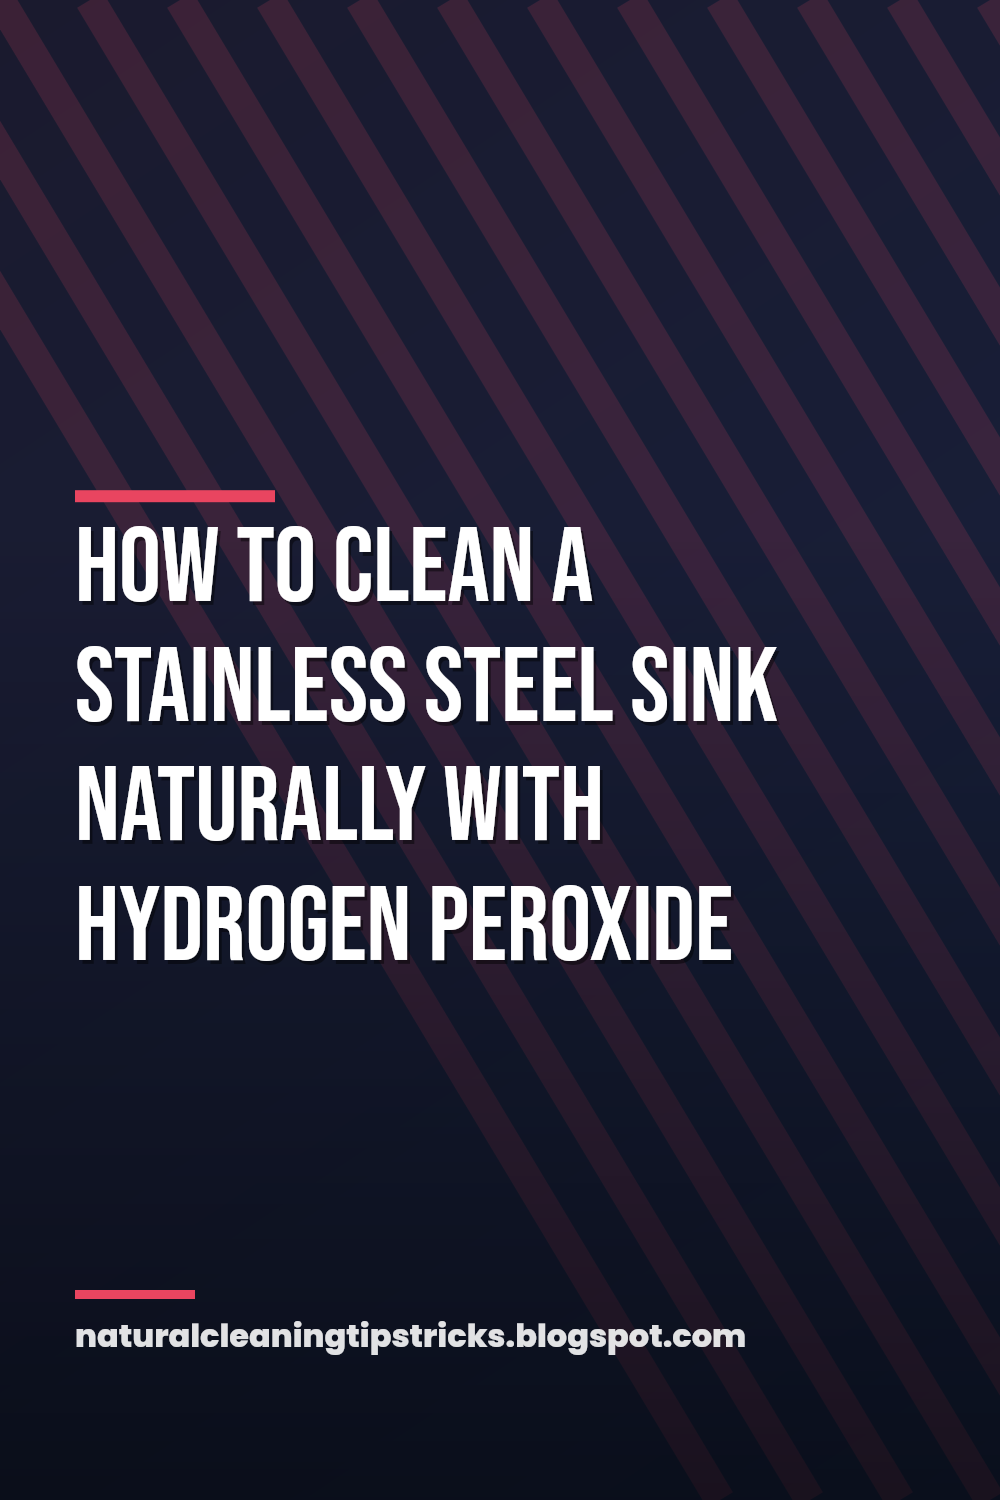 HOW TO CLEAN A
STAINLESS STEEL SINK
NATURALLY WITH
HYDROGEN PEROXIDE
naturalcleaningtipstricks.blogspot.com